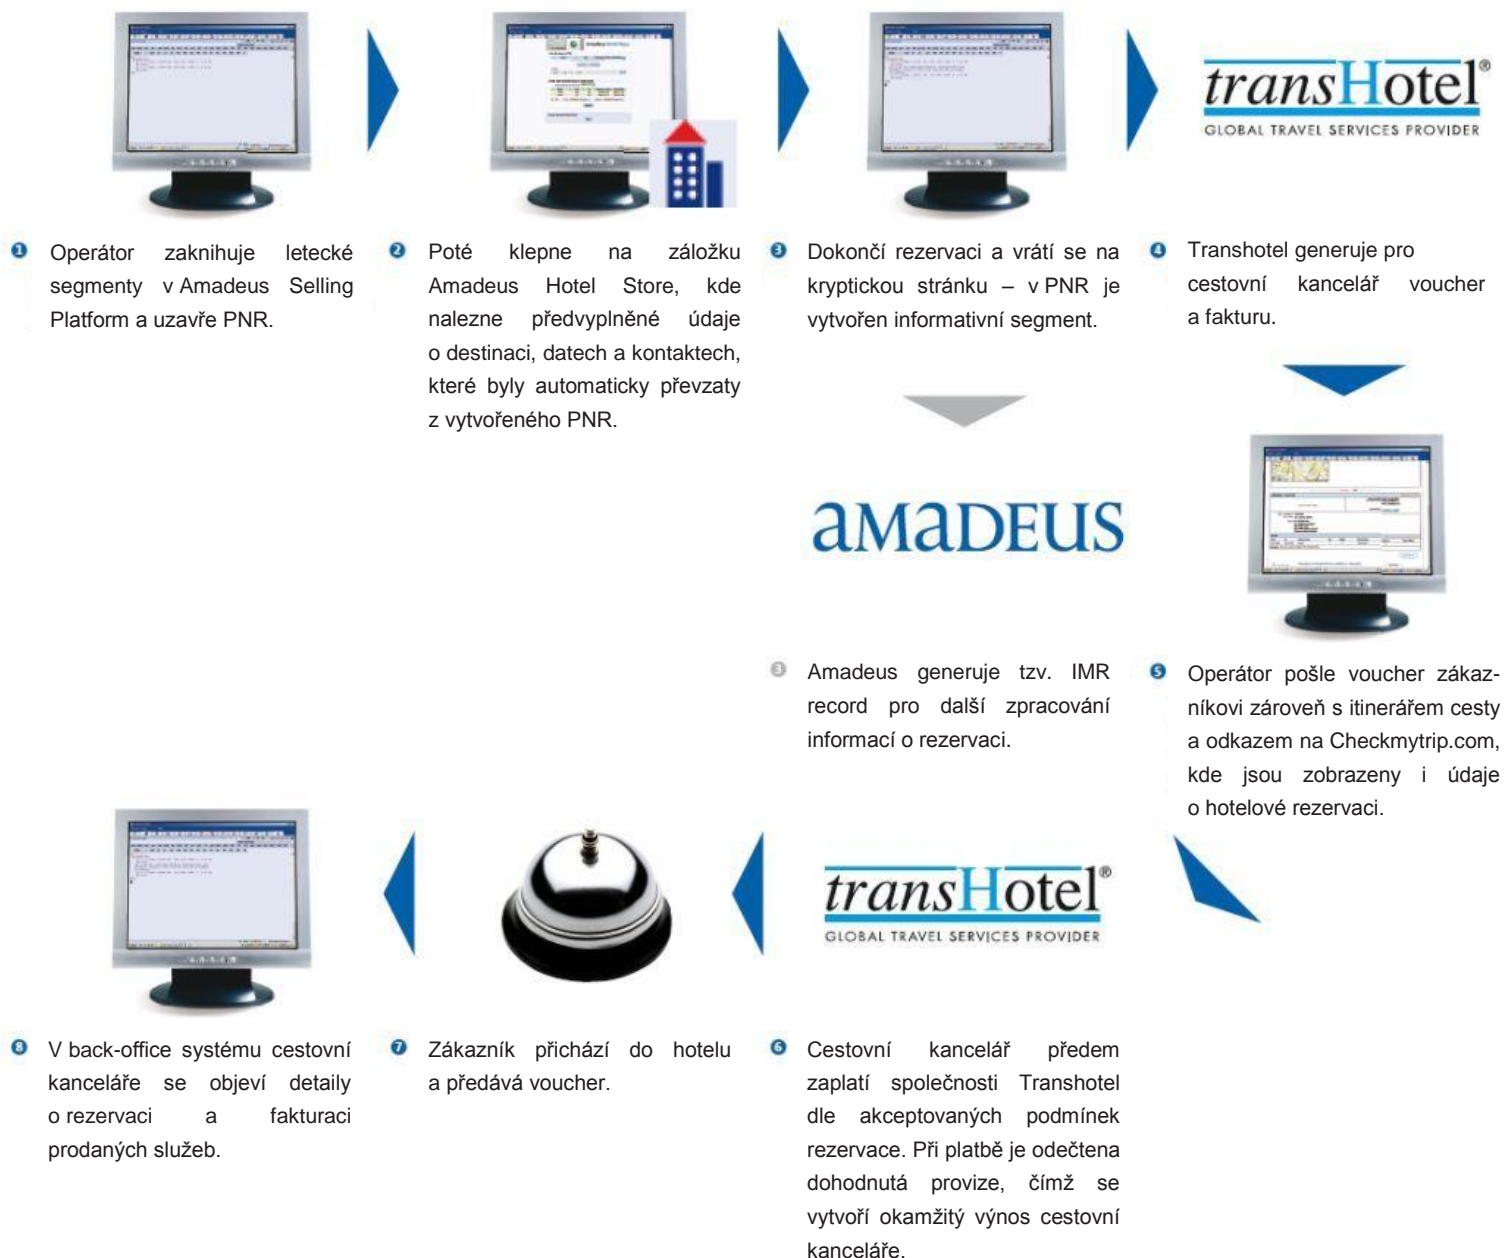 transHotel®
GLOBAL TRAVEL SERVICES PROVIDER
1 Operátor zaknihuje letecké
segmenty v Amadeus Selling
Platform a uzavře PNR.
2 Poté klepne na záložku
Amadeus Hotel Store, kde
nalezne předvyplněné údaje
o destinaci, datech a kontaktech,
které byly automaticky převzaty
z vytvořeného PNR.
3 Dokončí rezervaci a vrátí se na
kryptickou stránku – v PNR je
vytvořen informativní segment.
4 Transhotel generuje pro
cestovní kancelář voucher
a fakturu.
aMaDEUS
3 Amadeus generuje tzv. IMR
record pro další zpracování
informací o rezervaci.
5 Operátor pošle voucher zákaz-
níkovi zároveň s itinerářem cesty
a odkazem na Checkmytrip.com,
kde jsou zobrazeny i údaje
o hotelové rezervaci.
transHotel®
GLOBAL TRAVEL SERVICES PROVIDER
8 V back-office systému cestovní
kanceláře se objeví detaily
o rezervaci a fakturaci
prodaných služeb.
7 Zákazník přichází do hotelu
a předává voucher.
6 Cestovní kancelář předem
zaplatí společnosti Transhotel
dle akceptovaných podmínek
rezervace. Při platbě je odečtena
dohodnutá provize, čímž se
vytvoří okamžitý výnos cestovní
kanceláře.